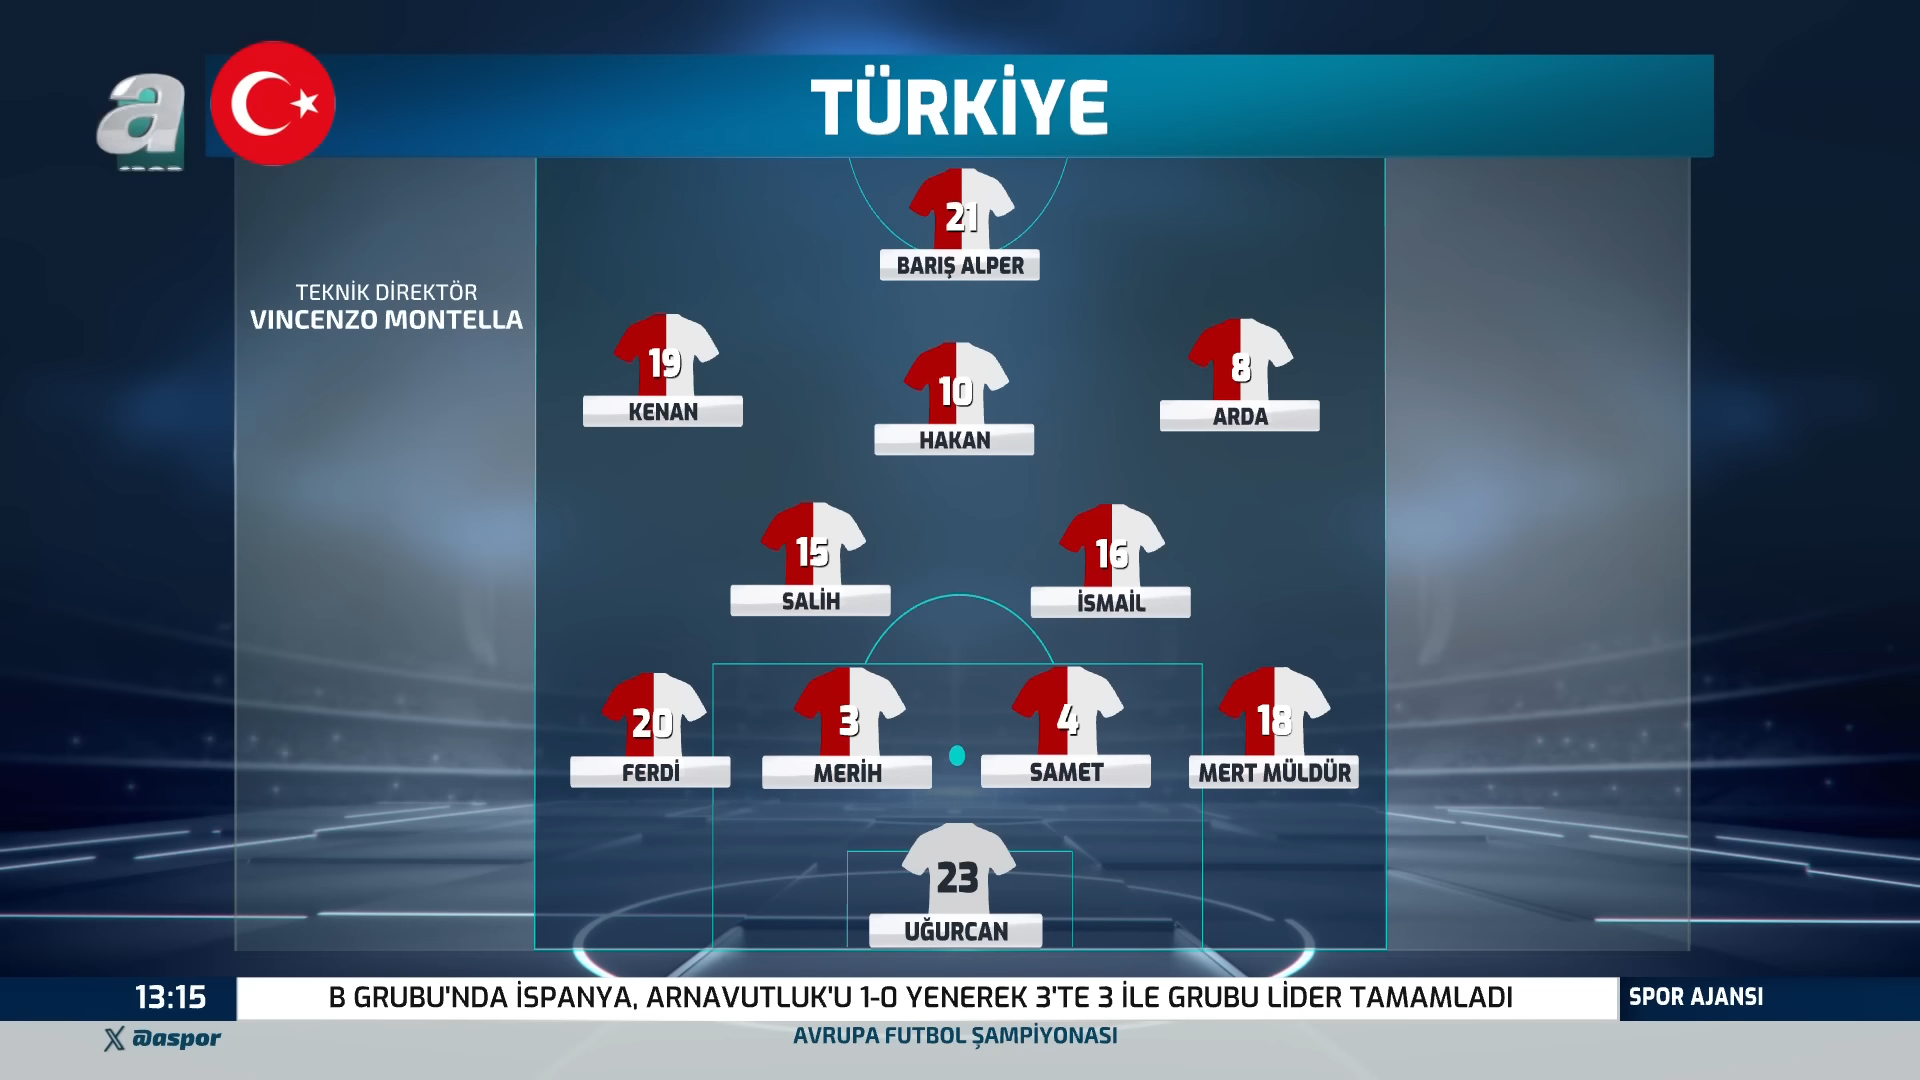 TÜRKİYE
a
SPOR
TEKNİK DİREKTÖR
VINCENZO MONTELLA
21
BARIŞ ALPER
19
KENAN
10
HAKAN
8
ARDA
15
SALİH
16
İSMAİL
20
FERDİ
3
MERİH
4
SAMET
18
MERT MÜLDÜR
23
UĞURCAN
13:15
B GRUBU'NDA İSPANYA, ARNAVUTLUK'U 1-0 YENEREK 3'TE 3 İLE GRUBU LİDER TAMAMLADI
SPOR AJANSI
X @aspor
AVRUPA FUTBOL ŞAMPİYONASI